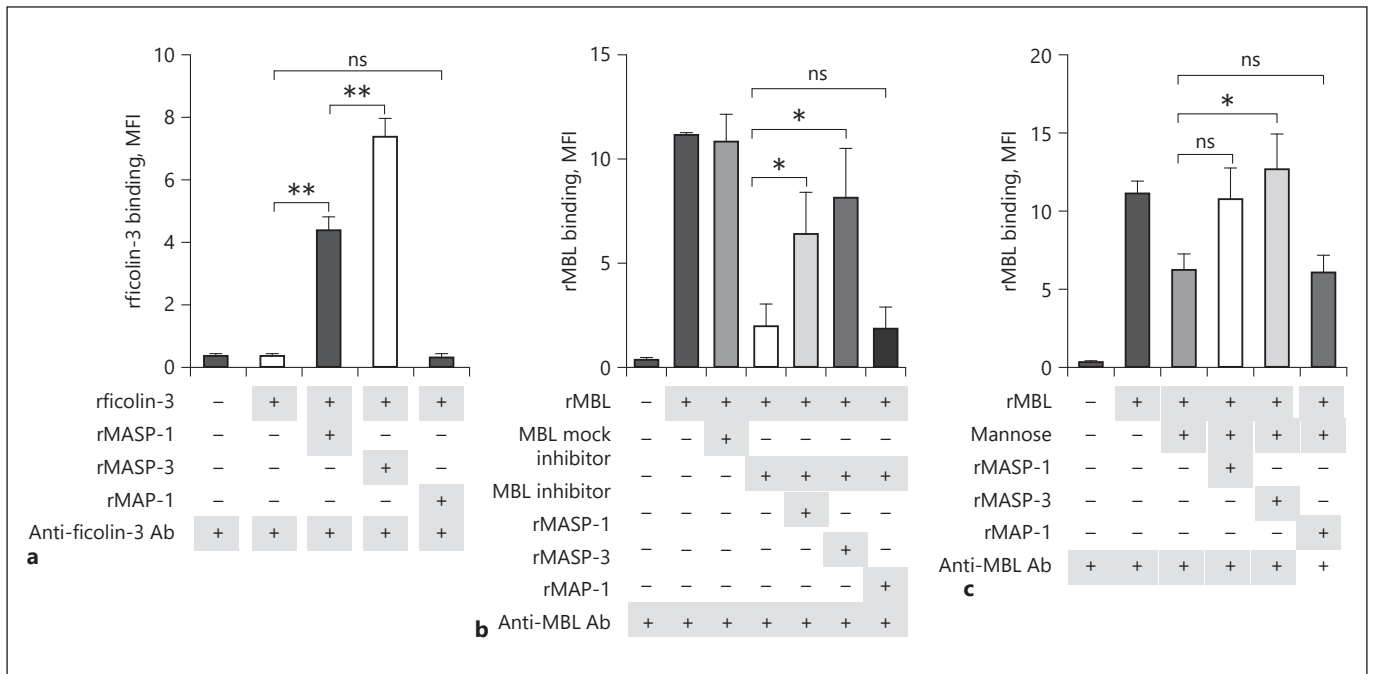 10
8
6
4
2
0
rficolin-3 binding, MFI
ns
**
**
rficolin-3 – + + + +
rMASP-1 – – + – –
rMASP-3 – – – + –
rMAP-1 – – – – +
Anti-ficolin-3 Ab + + + + +
a
15
10
5
0
rMBL binding, MFI
ns
*
*
rMBL – + + + + + +
MBL mock – – + – – – –
inhibitor
MBL inhibitor – – – + + + +
rMASP-1 – – – – + – –
rMASP-3 – – – – – + –
rMAP-1 – – – – – – +
b Anti-MBL Ab + + + + + + +
20
15
10
5
0
rMBL binding, MFI
ns
*
ns
rMBL – + + + + +
Mannose – – + + + +
rMASP-1 – – – + – –
rMASP-3 – – – – + –
rMAP-1 – – – – – +
Anti-MBL Ab + + + + + +
c